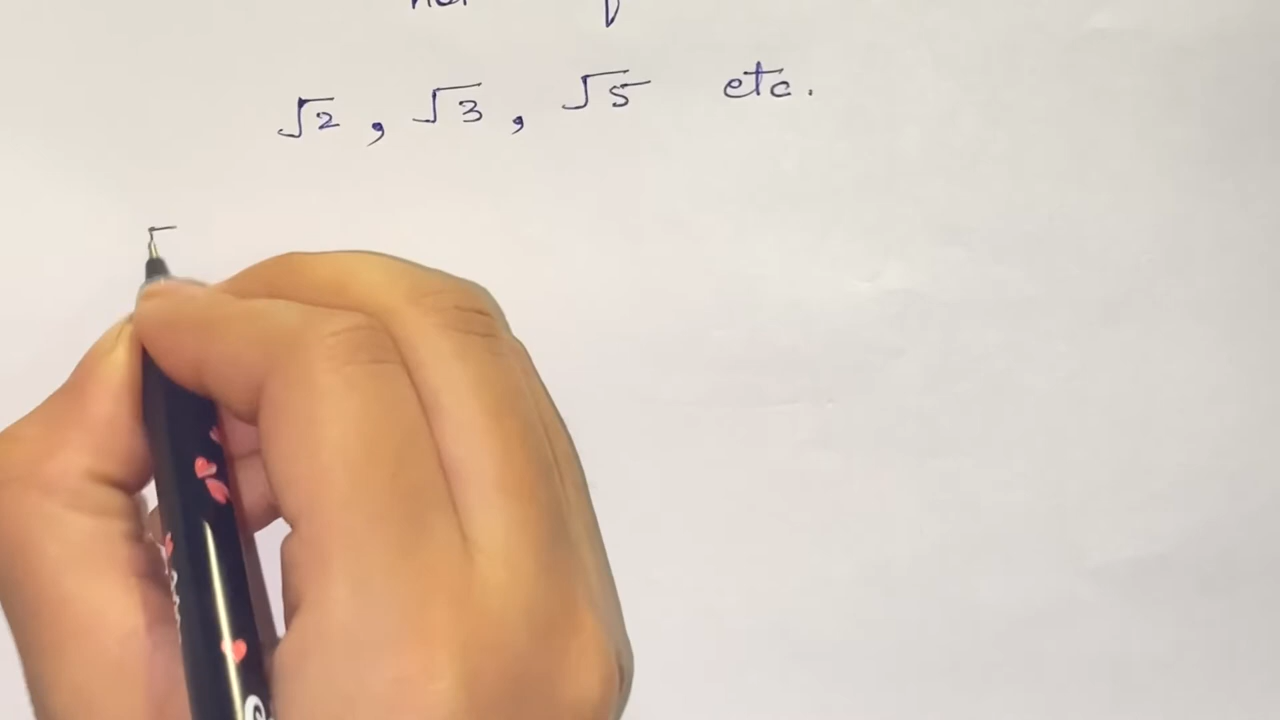 √2 , √3 , √5 etc.